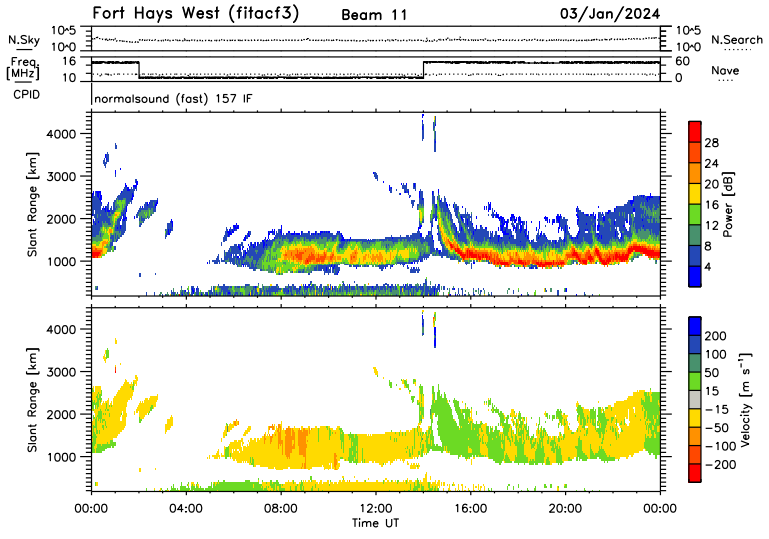 Fort Hays West (fitacf3) Beam 11 03/Jan/2024
N.Sky 10^5 10^0 10^5 10^0 N.Search
Freq. [MHz] 16 10 60 0 Nave
CPID normalsound (fast) 157 IF
Slant Range [km]
4000
3000
2000
1000
28
24
20
16
12
8
4
Power [dB]
Slant Range [km]
4000
3000
2000
1000
200
100
50
15
-15
-50
-100
-200
Velocity [m s⁻¹]
00:00 04:00 08:00 12:00 16:00 20:00 00:00
Time UT